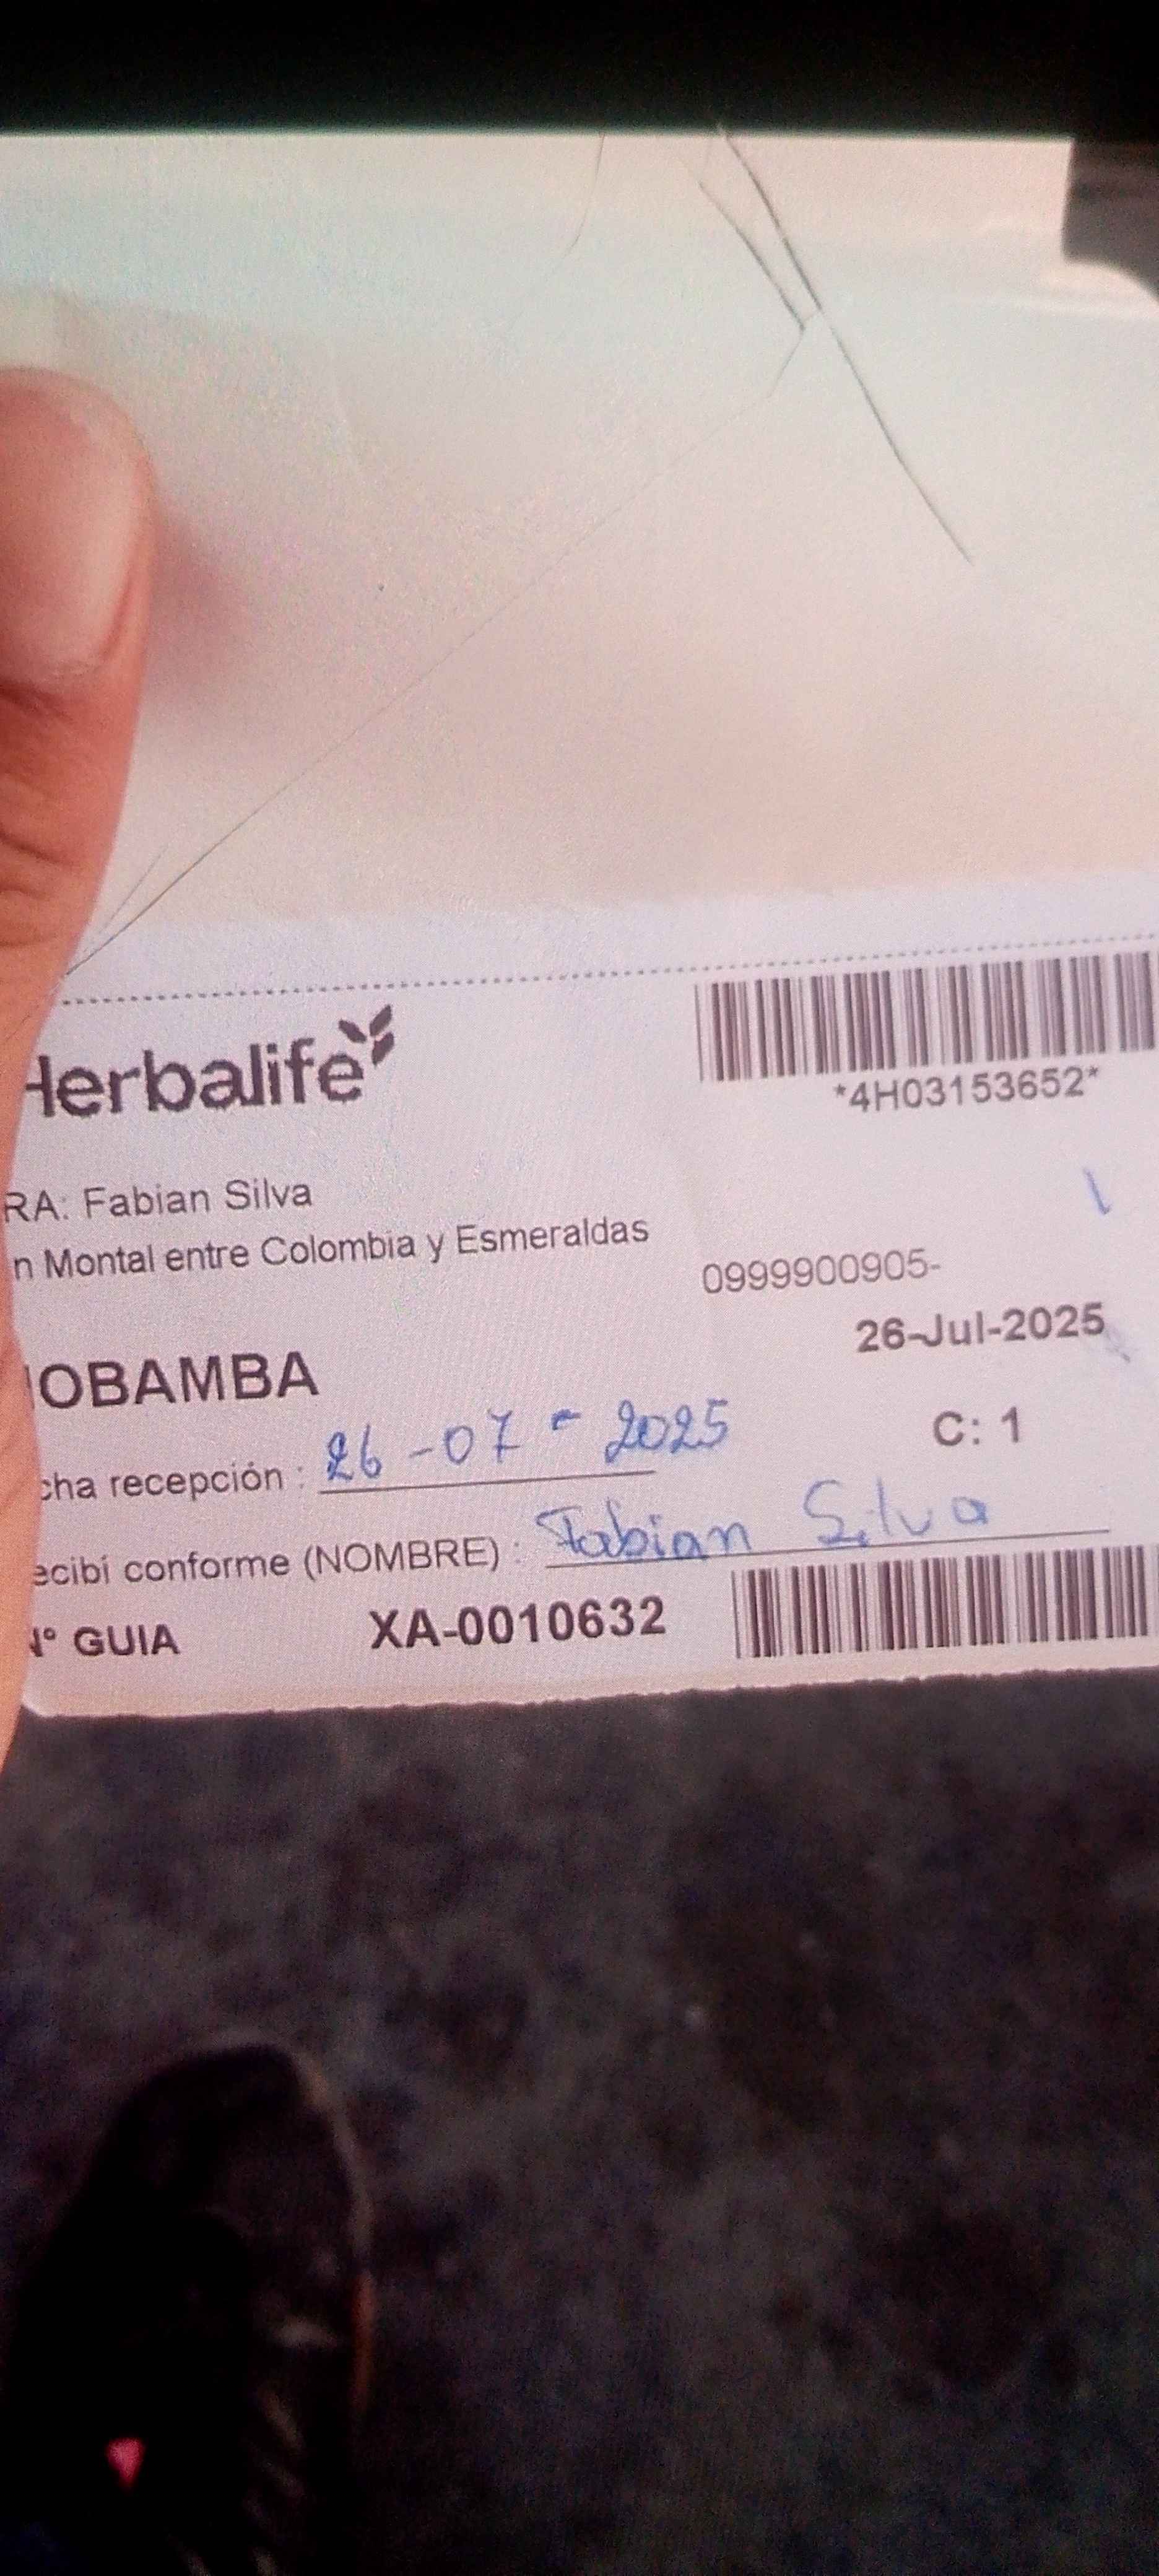 Herbalife
*4H03153652*
RA: Fabian Silva
n Montal entre Colombia y Esmeraldas
0999900905-
26-Jul-2025
OBAMBA
C: 1
cha recepción : 26-07-2025
ecibí conforme (NOMBRE) : Fabian Silva
N° GUIA XA-0010632